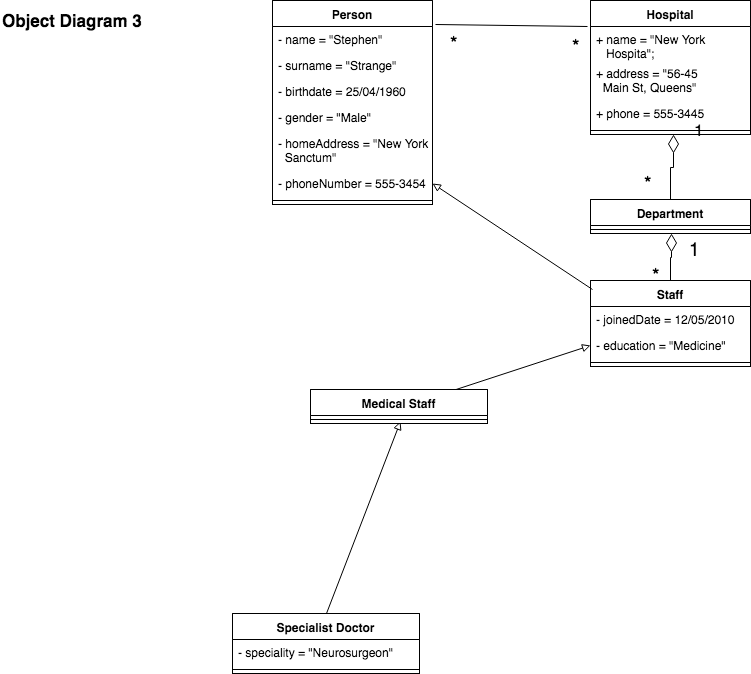 Object Diagram 3
Person
- name = "Stephen"
- surname = "Strange"
- birthdate = 25/04/1960
- gender = "Male"
- homeAddress = "New York
Sanctum"
- phoneNumber = 555-3454
*
*
Hospital
+ name = "New York
Hospita";
+ address = "56-45
Main St, Queens"
+ phone = 555-3445
1
*
Department
1
*
Staff
- joinedDate = 12/05/2010
- education = "Medicine"
Medical Staff
Specialist Doctor
- speciality = "Neurosurgeon"